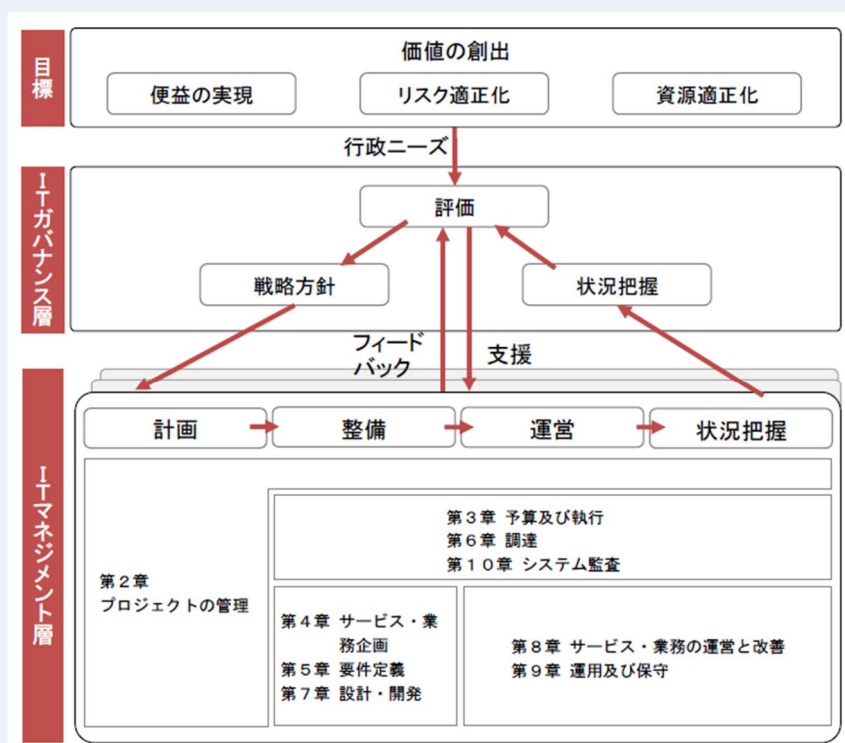 目標
価値の創出
便益の実現
リスク適正化
資源適正化
行政ニーズ
ITガバナンス層
評価
戦略方針
状況把握
フィード
バック
支援
ITマネジメント層
計画
整備
運営
状況把握
第2章
プロジェクトの管理
第3章 予算及び執行
第6章 調達
第10章 システム監査
第4章 サービス・業
務企画
第5章 要件定義
第7章 設計・開発
第8章 サービス・業務の運営と改善
第9章 運用及び保守